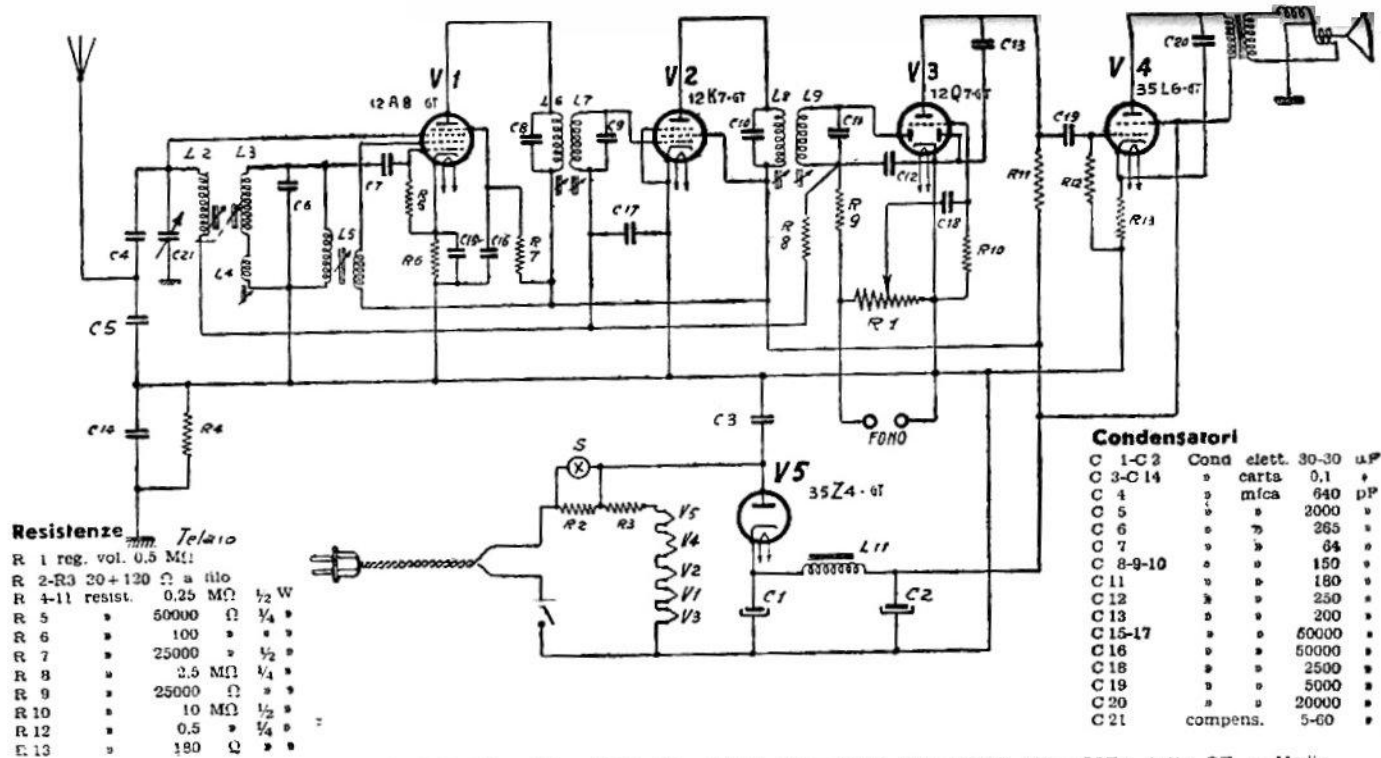 V1
12A8 GT
V2
12K7-GT
V3
12Q7-GT
V4
35L6-GT
L2
L3
L4
L5
L6
L7
L8
L9
C4
C21
C6
C7
C8
C9
C10
C11
C12
C13
C19
C20
R5
R6
C15
C16
R7
C17
R8
R9
C18
R10
R11
R12
R13
R1
C5
C14
R4
C3
FONO
S
R2
R3
V5
V4
V2
V1
V3
V5
35Z4-GT
L11
C1
C2
Telaio
Resistenze
R 1 reg. vol. 0.5 MΩ
R 2-R3 20+120 Ω a filo
R 4-11 resist. 0,25 MΩ ½ W
R 5 » 50000 Ω ¼ »
R 6 » 100 » » »
R 7 » 25000 » ½ »
R 8 » 2.5 MΩ ¼ »
R 9 » 25000 Ω » »
R 10 » 10 MΩ ½ »
R 12 » 0.5 » ¼ »
R 13 » 180 Ω » »
Condensatori
C 1-C 2 Cond elett. 30-30 uF
C 3-C 14 » carta 0.1 »
C 4 » mica 640 pF
C 5 » » 2000 »
C 6 » » 265 »
C 7 » » 64 »
C 8-9-10 » » 150 »
C 11 » » 180 »
C 12 » » 250 »
C 13 » » 200 »
C 15-17 » » 50000 »
C 16 » » 50000 »
C 18 » » 2500 »
C 19 » » 5000 »
C 20 » » 20000 »
C 21 compens. 5-60 »